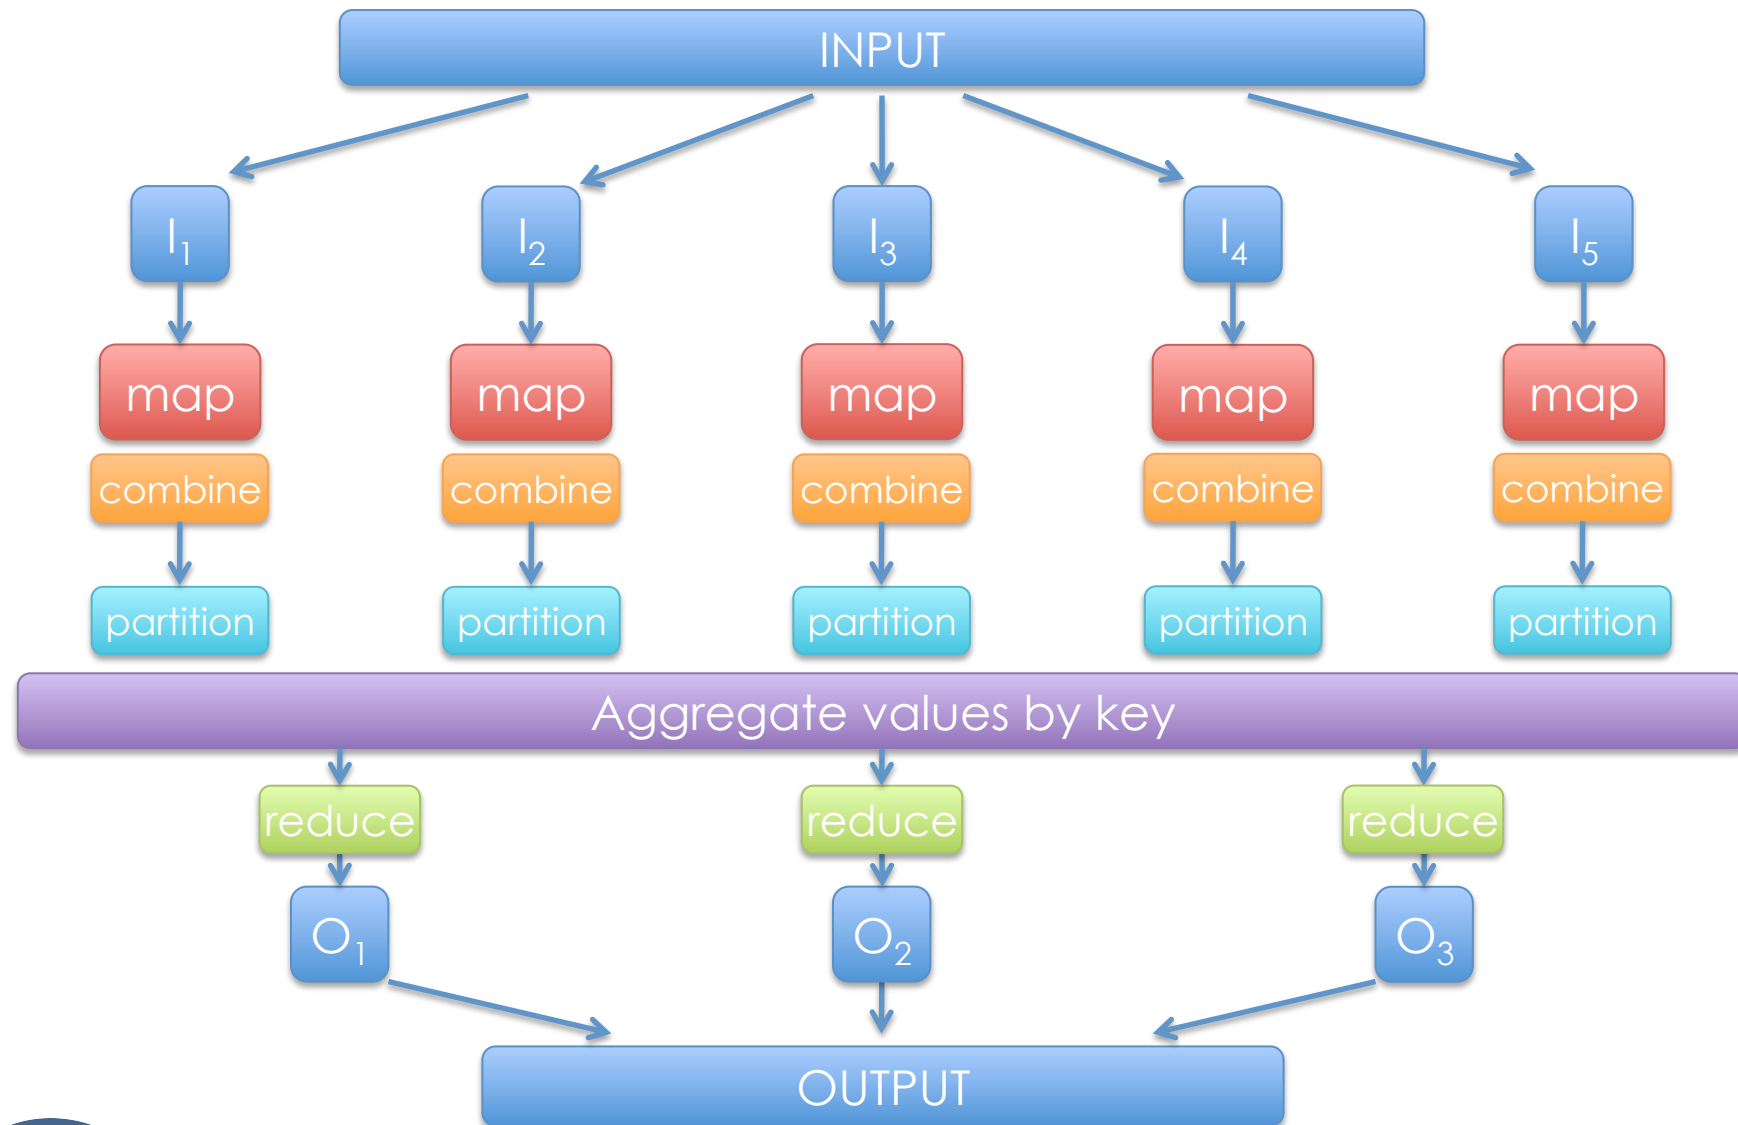 INPUT
I₁ I₂ I₃ I₄ I₅
map map map map map
combine combine combine combine combine
partition partition partition partition partition
Aggregate values by key
reduce reduce reduce
O₁ O₂ O₃
OUTPUT